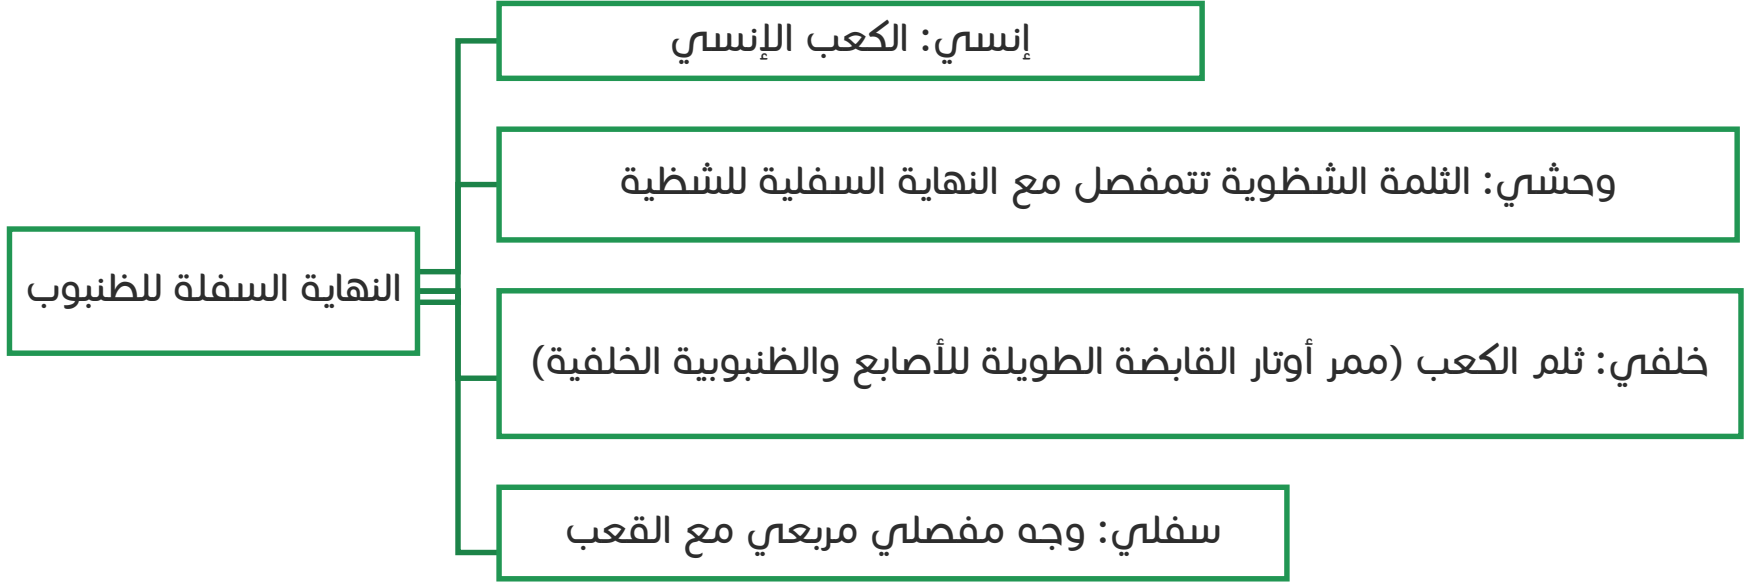 إنسي: الكعب الإنسي
وحشي: الثلمة الشظوية تتمفصل مع النهاية السفلية للشظية
النهاية السفلة للظنبوب
خلفي: ثلم الكعب (ممر أوتار القابضة الطويلة للأصابع والظنبوبية الخلفية)
سفلي: وجه مفصلي مربعي مع القعب